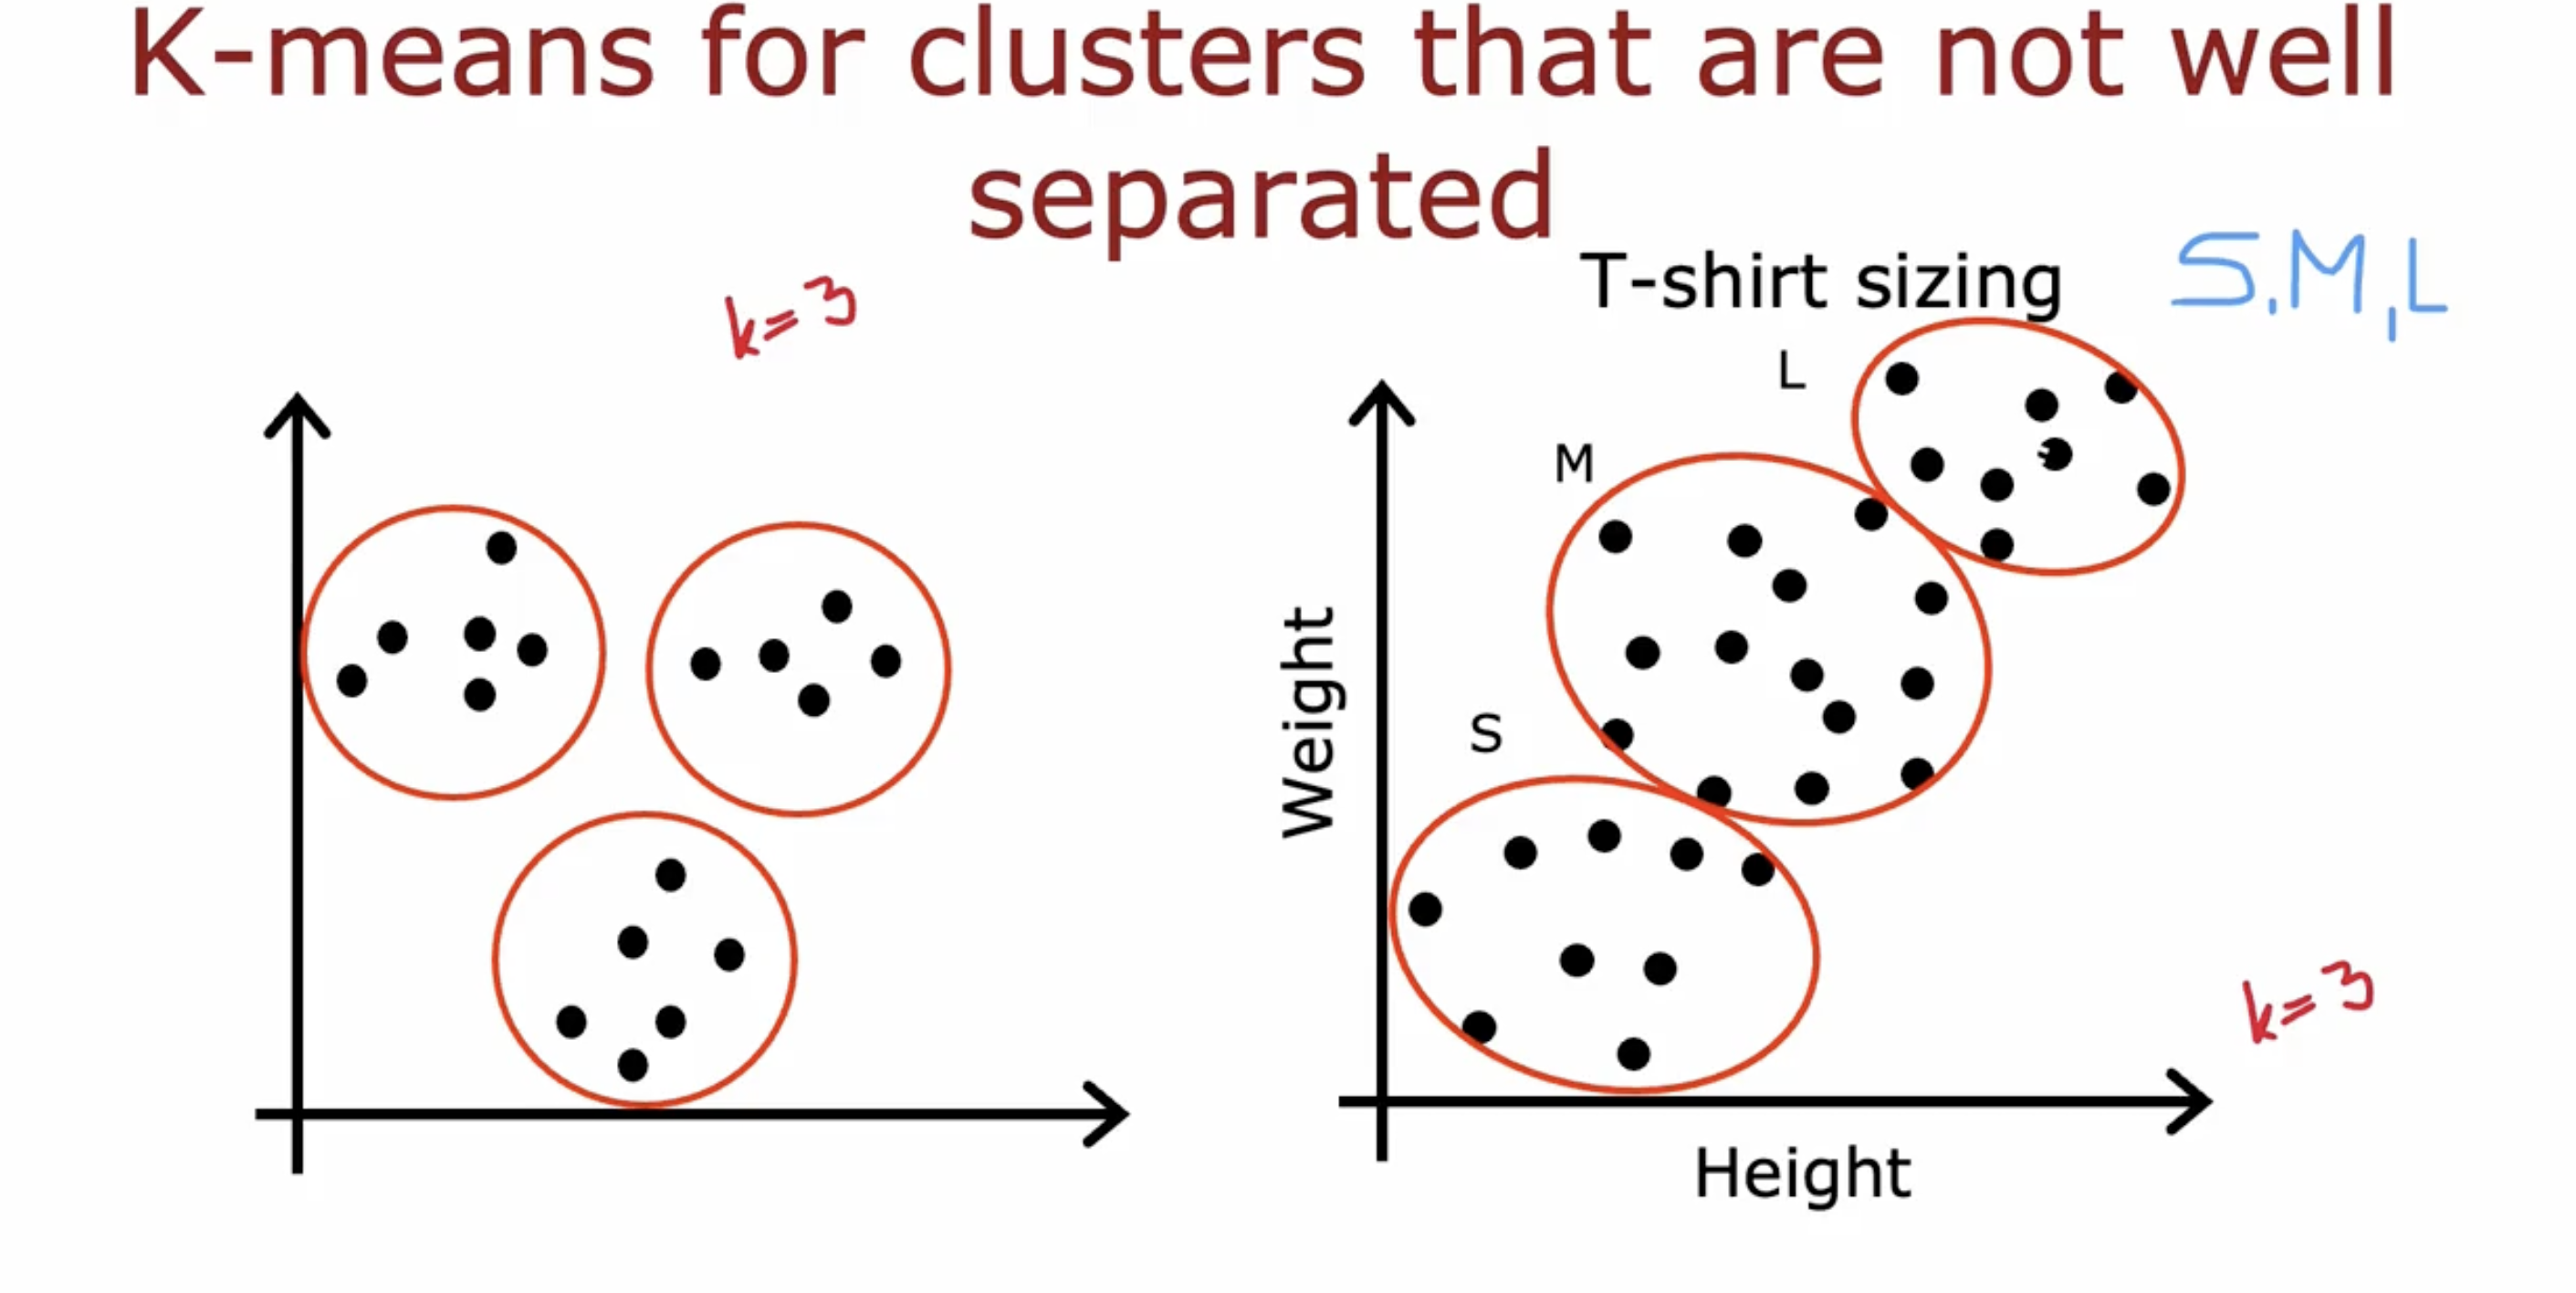 K-means for clusters that are not well
separated
k=3
T-shirt sizing
S,M,L
L
M
S
Weight
Height
k=3